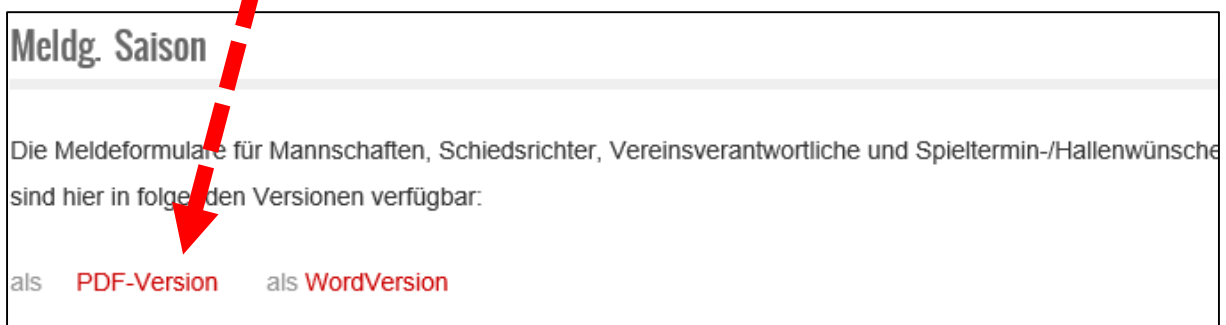 Meldg. Saison
Die Meldeformulare für Mannschaften, Schiedsrichter, Vereinsverantwortliche und Spieltermin-/Hallenwünsche
sind hier in folgenden Versionen verfügbar:
als PDF-Version als WordVersion